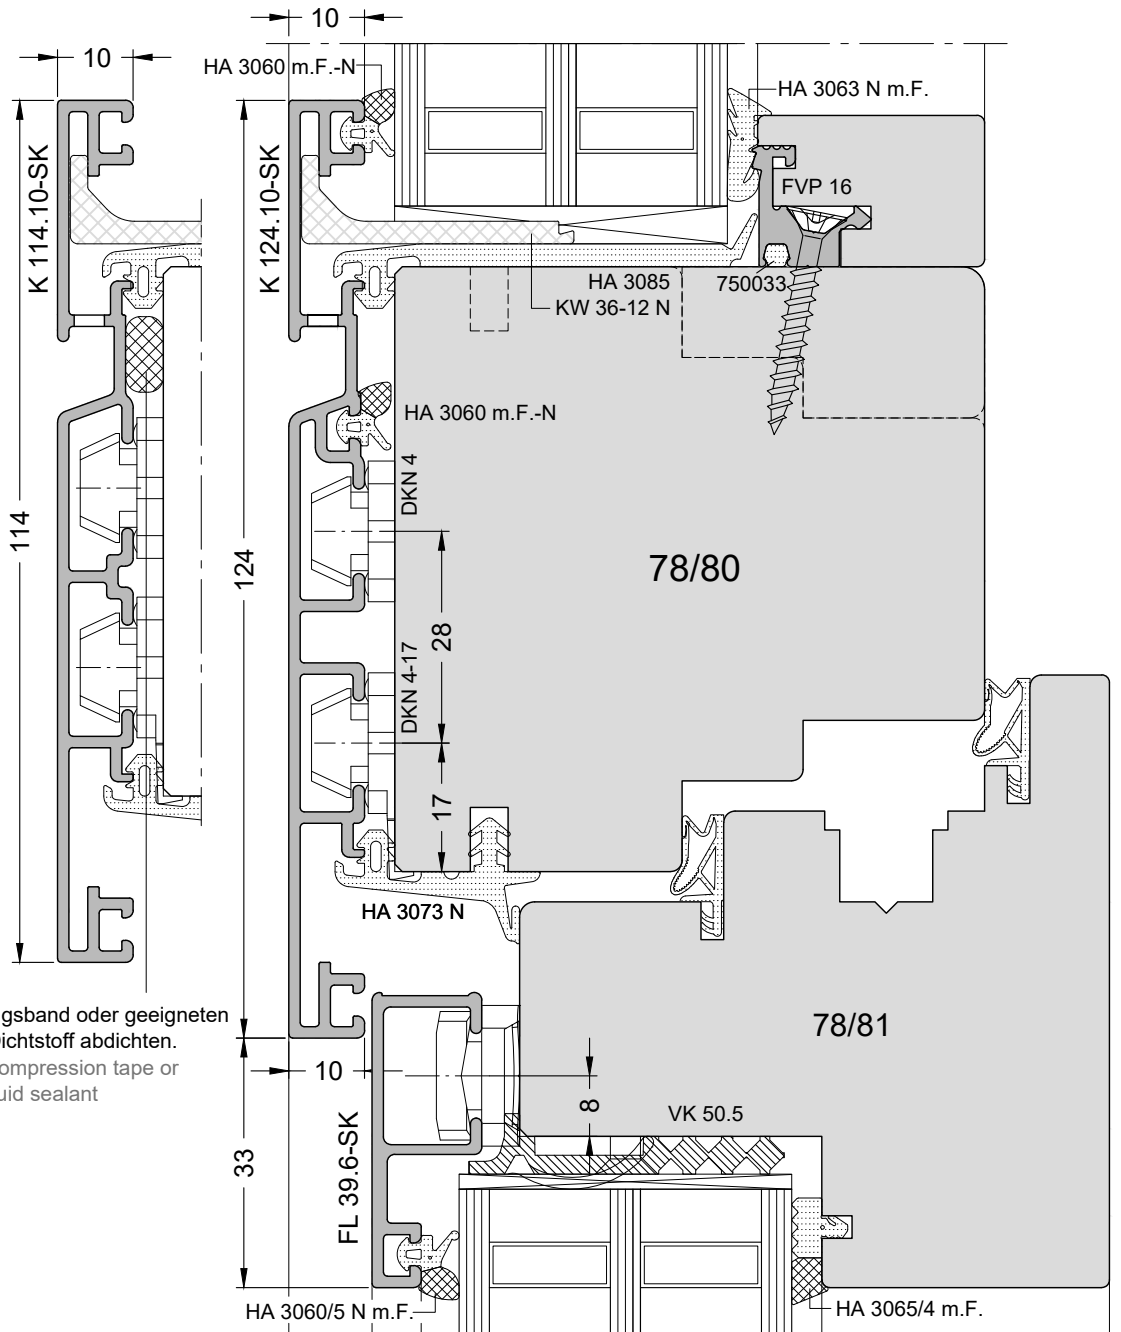 10
10
HA 3060 m.F.-N
HA 3063 N m.F.
K 114.10-SK
K 124.10-SK
FVP 16
HA 3085
750033
KW 36-12 N
HA 3060 m.F.-N
DKN 4
114
124
78/80
28
DKN 4-17
17
HA 3073 N
gsband oder geeigneten
ichtstoff abdichten.
ompression tape or
uid sealant
78/81
10
8
VK 50.5
33
FL 39.6-SK
HA 3060/5 N m.F.
HA 3065/4 m.F.